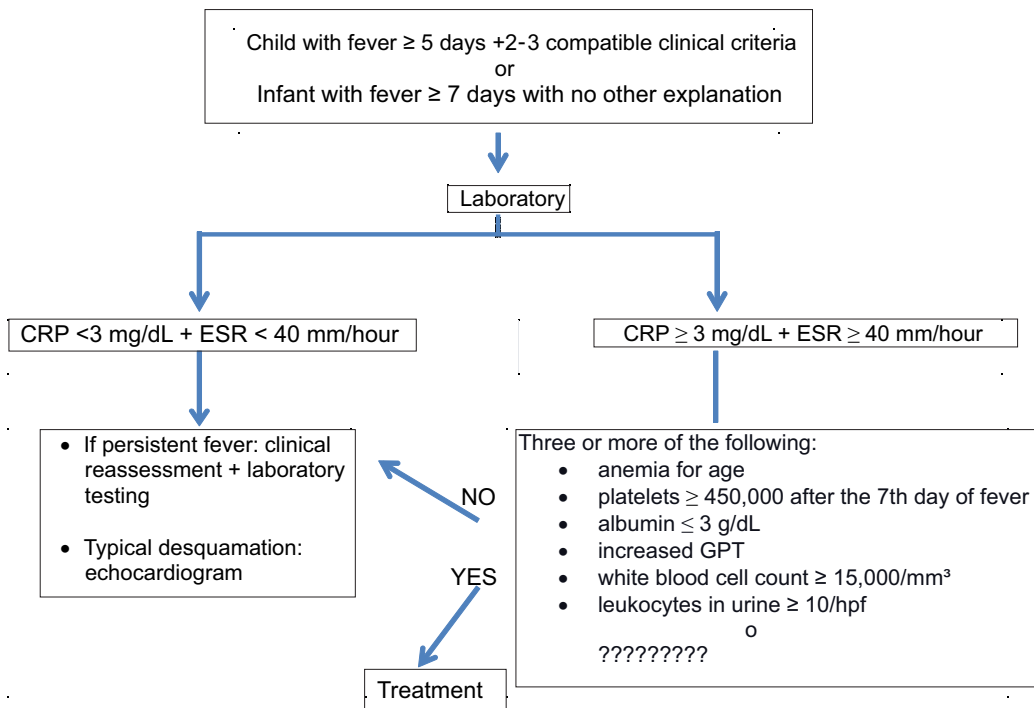 Child with fever ≥ 5 days +2-3 compatible clinical criteria
or
Infant with fever ≥ 7 days with no other explanation
Laboratory
CRP <3 mg/dL + ESR < 40 mm/hour
CRP ≥ 3 mg/dL + ESR ≥ 40 mm/hour
• If persistent fever: clinical
reassessment + laboratory
testing
• Typical desquamation:
echocardiogram
NO
YES
Three or more of the following:
• anemia for age
• platelets ≥ 450,000 after the 7th day of fever
• albumin ≤ 3 g/dL
• increased GPT
• white blood cell count ≥ 15,000/mm³
• leukocytes in urine ≥ 10/hpf
o
?????????
Treatment